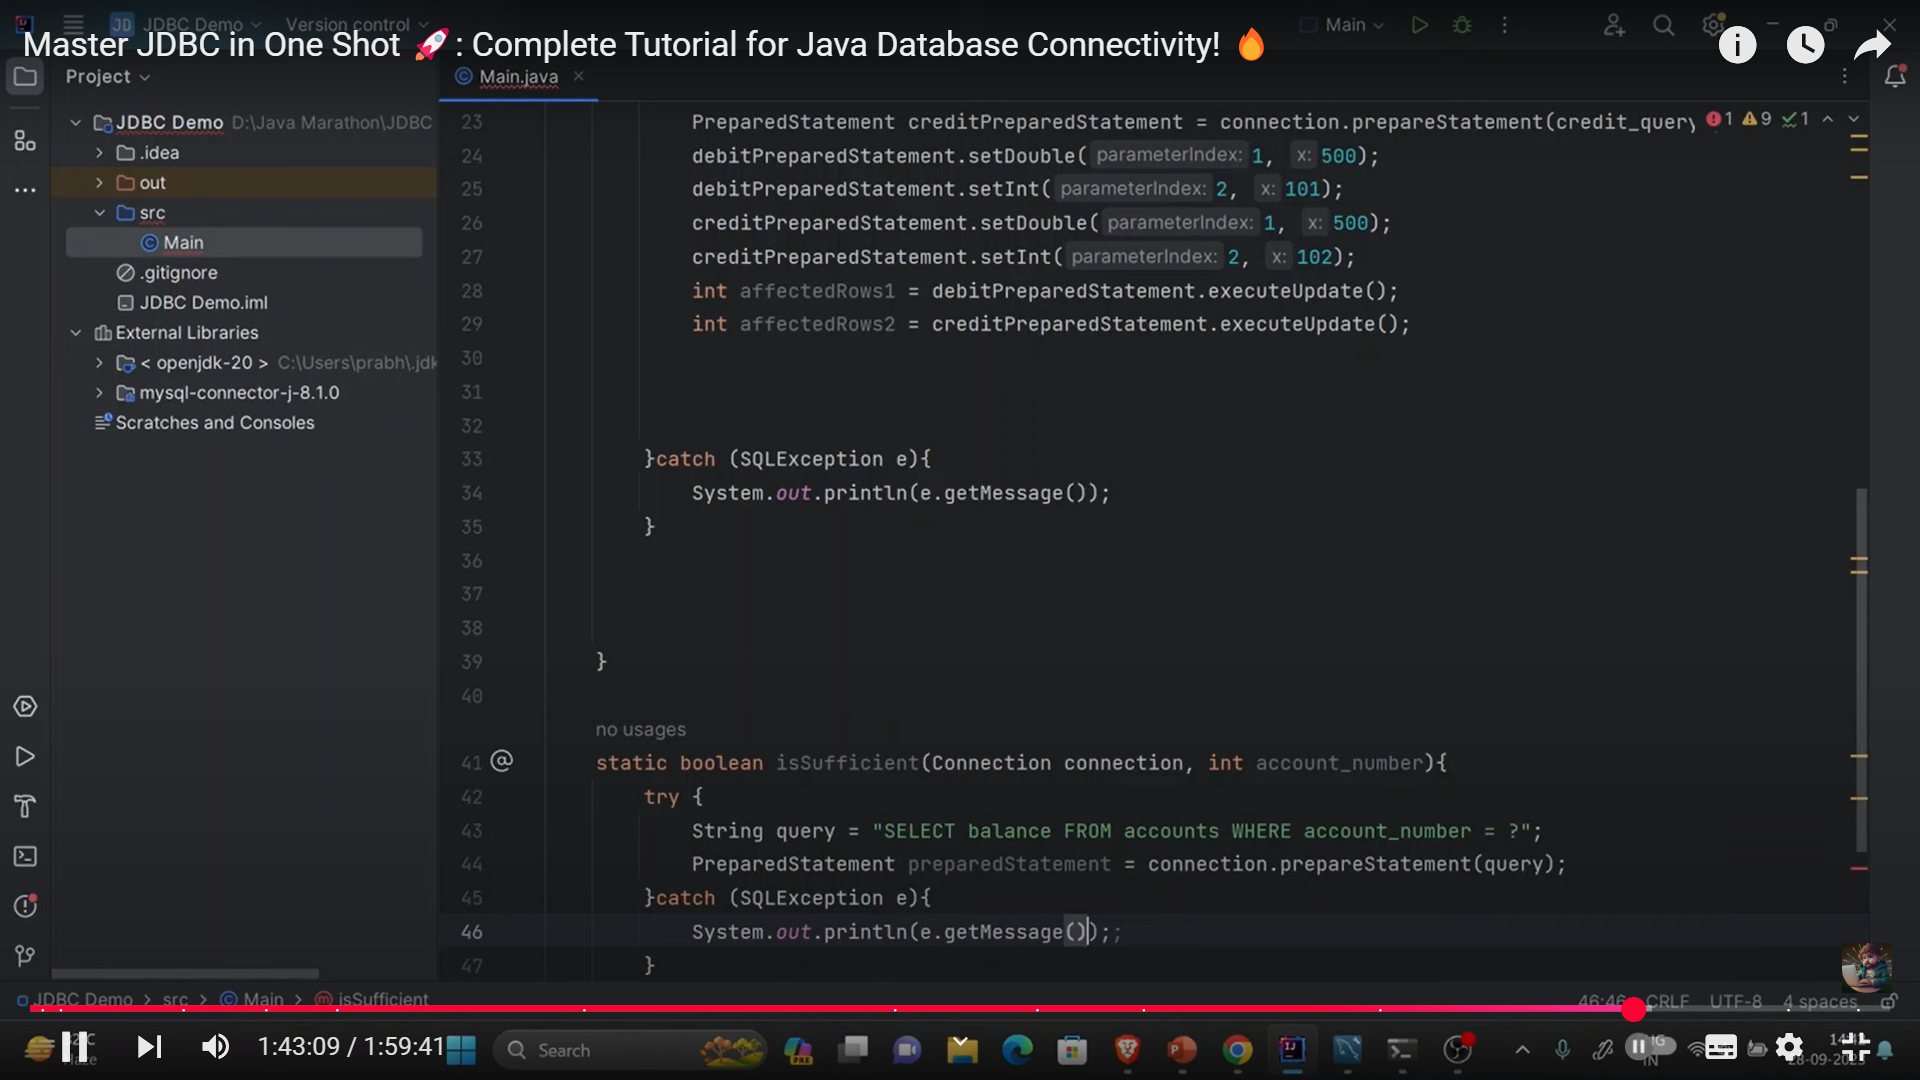 JD JDBC Demo Version control Main
Master JDBC in One Shot 🚀 : Complete Tutorial for Java Database Connectivity! 🔥
Project
Main.java
JDBC Demo D:\Java Marathon\JDBC
.idea
out
src
Main
.gitignore
JDBC Demo.iml
External Libraries
< openjdk-20 > C:\Users\prabh\.jdk
mysql-connector-j-8.1.0
Scratches and Consoles
1 9 1
23 PreparedStatement creditPreparedStatement = connection.prepareStatement(credit_query
24 debitPreparedStatement.setDouble( parameterIndex: 1, x: 500);
25 debitPreparedStatement.setInt( parameterIndex: 2, x: 101);
26 creditPreparedStatement.setDouble( parameterIndex: 1, x: 500);
27 creditPreparedStatement.setInt( parameterIndex: 2, x: 102);
28 int affectedRows1 = debitPreparedStatement.executeUpdate();
29 int affectedRows2 = creditPreparedStatement.executeUpdate();
30
31
32
33 }catch (SQLException e){
34 System.out.println(e.getMessage());
35 }
36
37
38
39 }
40
no usages
41 @ static boolean isSufficient(Connection connection, int account_number){
42 try {
43 String query = "SELECT balance FROM accounts WHERE account_number = ?";
44 PreparedStatement preparedStatement = connection.prepareStatement(query);
45 }catch (SQLException e){
46 System.out.println(e.getMessage());;
47 }
JDBC Demo > src > Main > isSufficient
46:46 CRLF UTF-8 4 spaces
1:43:09 / 1:59:41
Search
PRE
IN